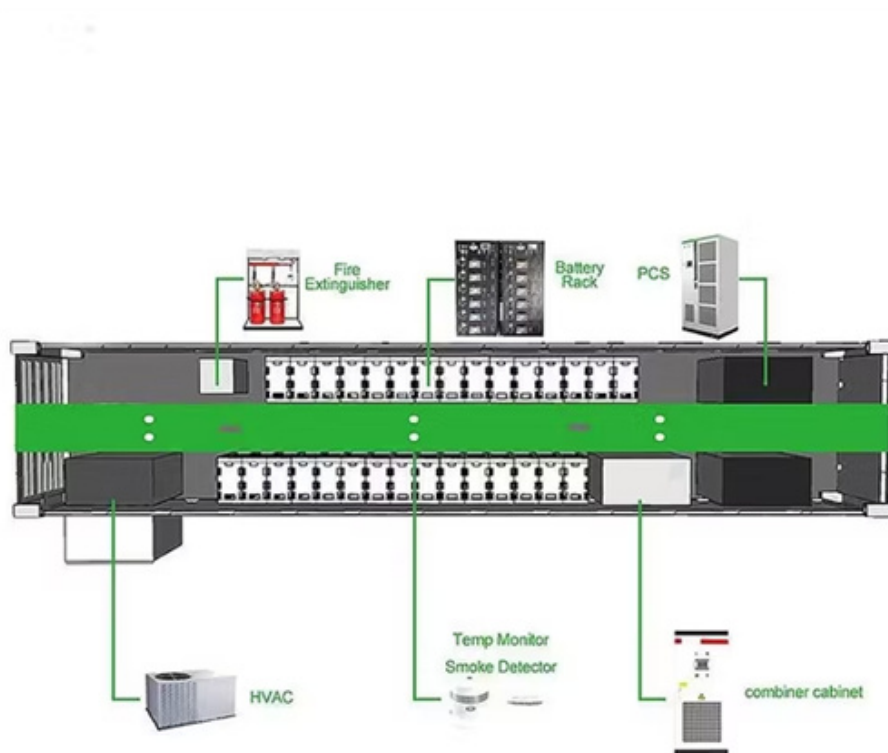 Fire
Extinguisher
Battery
Rack
PCS
HVAC
Temp Monitor
Smoke Detector
combiner cabinet